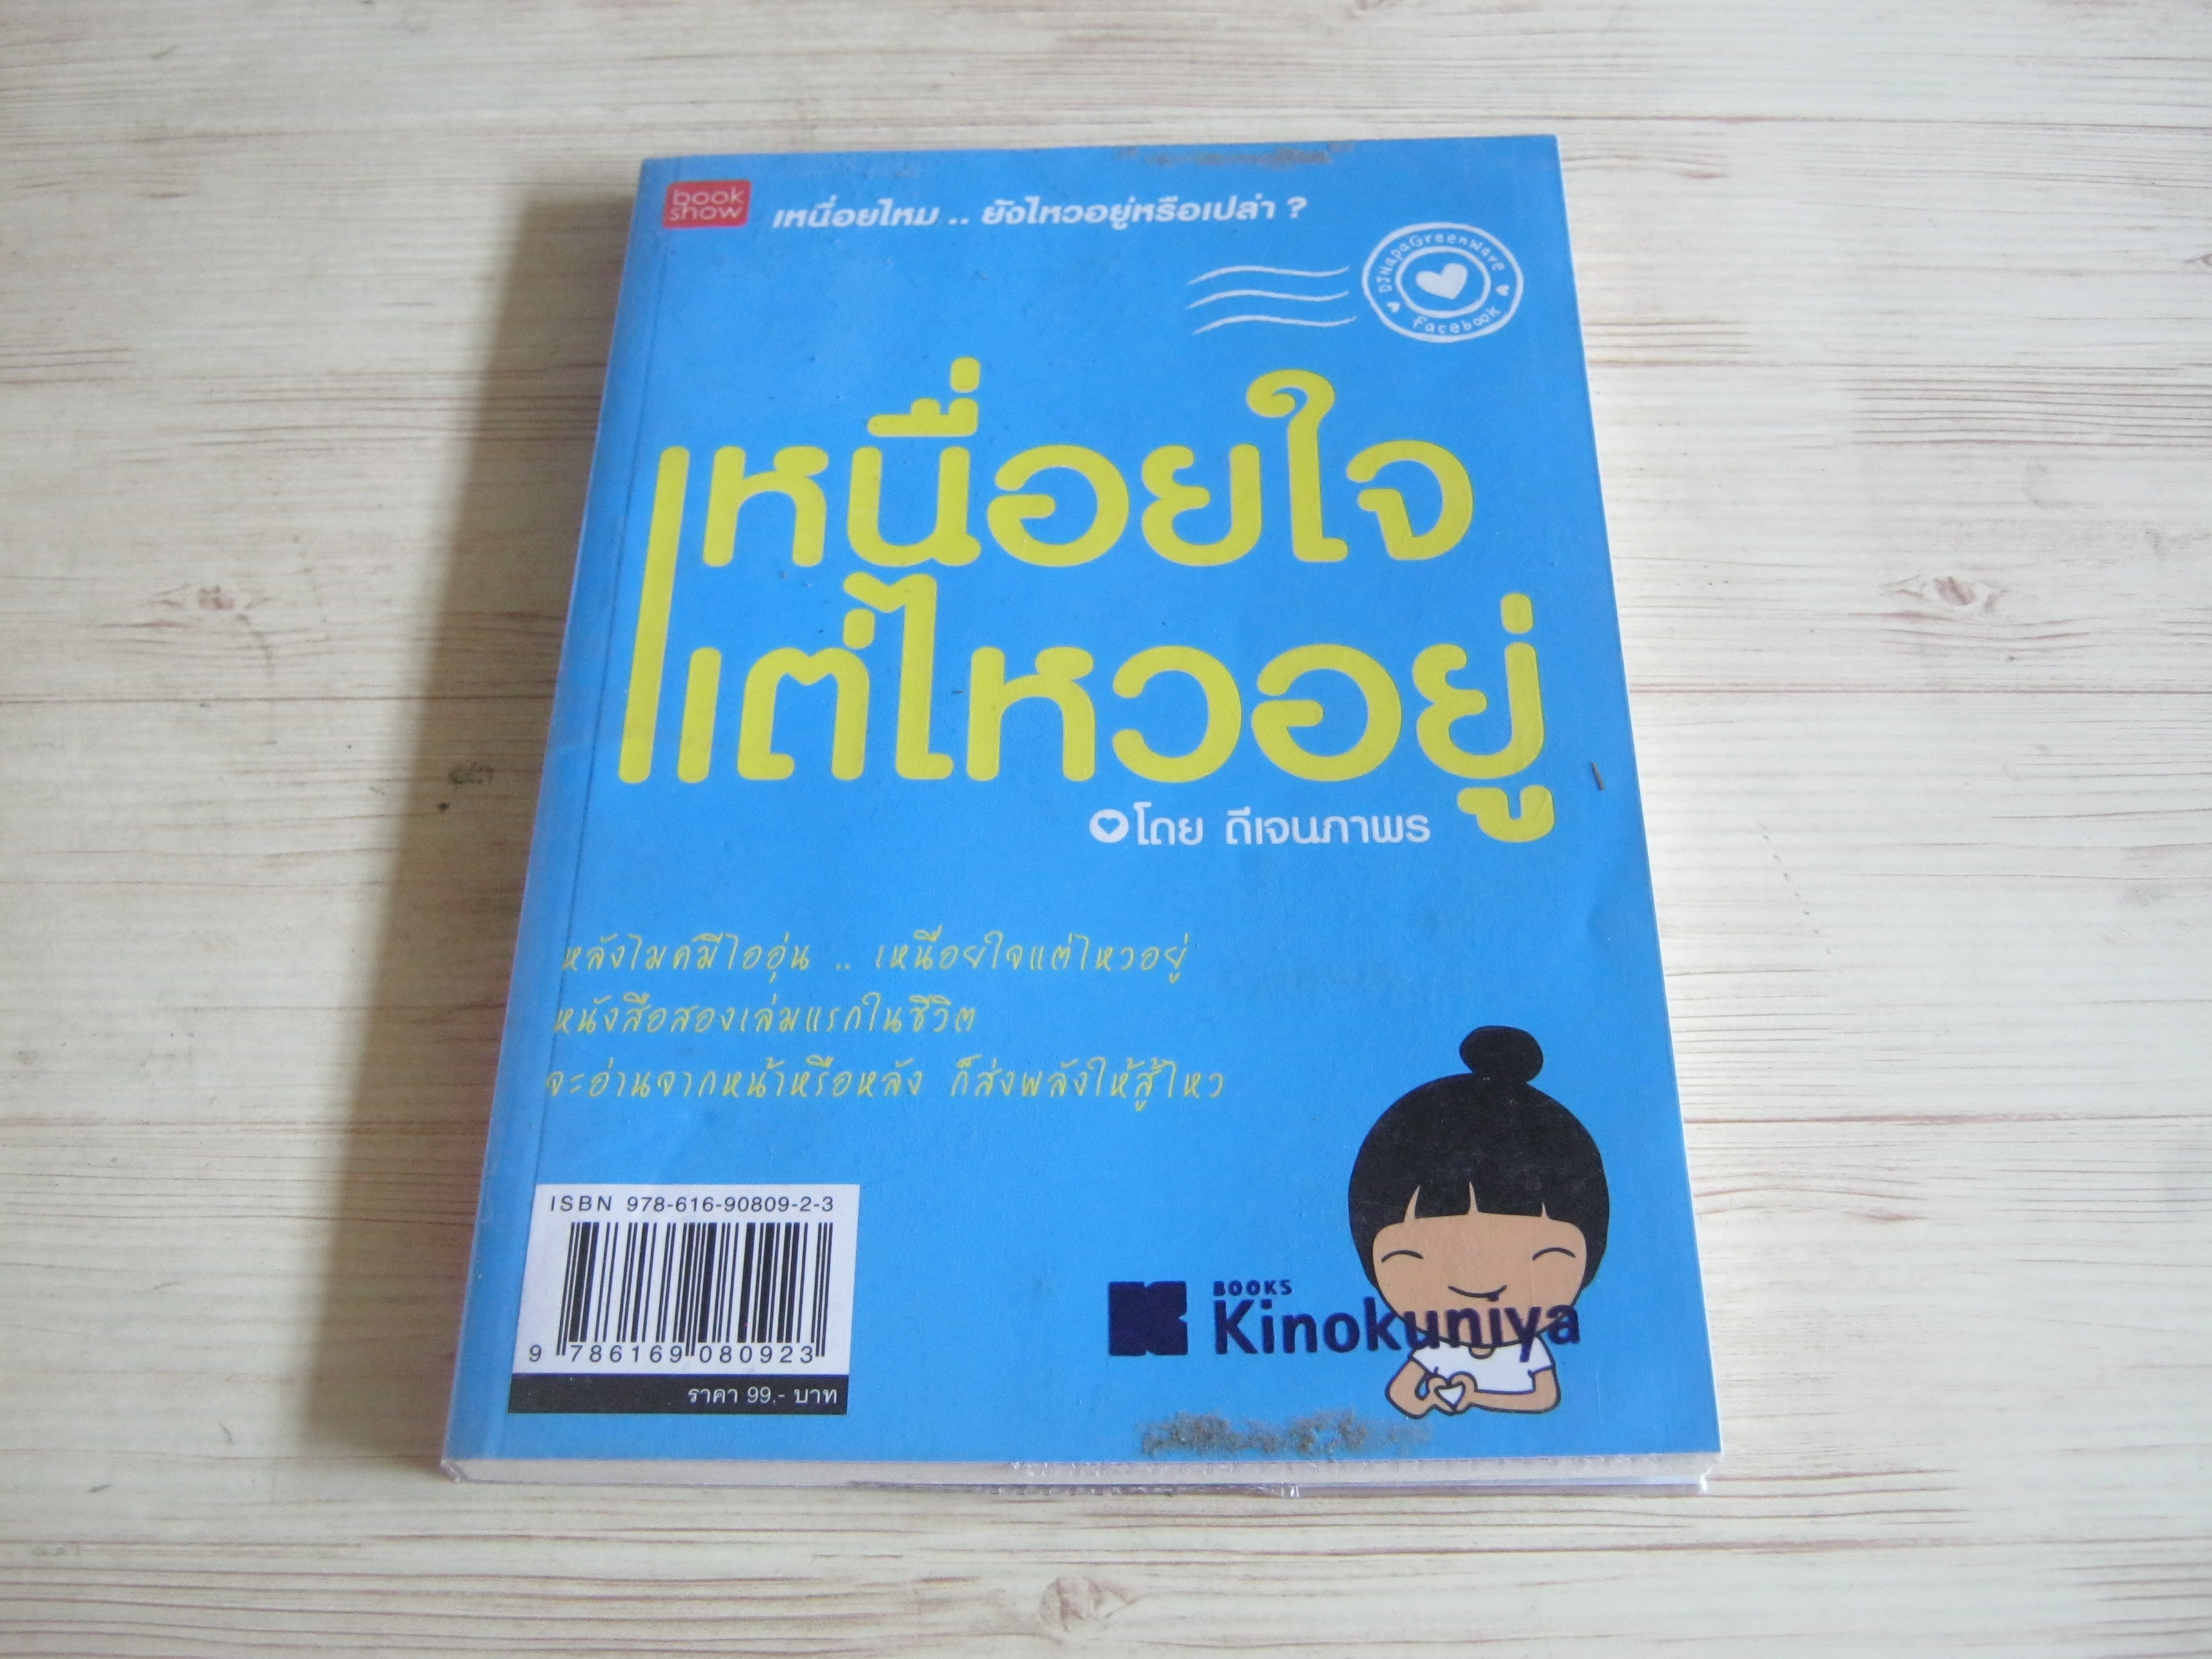 book
show
เหนื่อยไหม .. ยังไหวอยู่หรือเปล่า ?
DJNapaGreenWave
facebook
เหนื่อยใจ
แต่ไหวอยู่
โดย ดีเจนภาพร
หลังไมค์มีไออุ่น .. เหนื่อยใจแต่ไหวอยู่
หนังสือสองเล่มแรกในชีวิต
จะอ่านจากหน้าหรือหลัง ก็ส่งพลังให้สู้ไหว
ISBN 978-616-90809-2-3
9 786169 080923
ราคา 99.- บาท
BOOKS
Kinokuniya